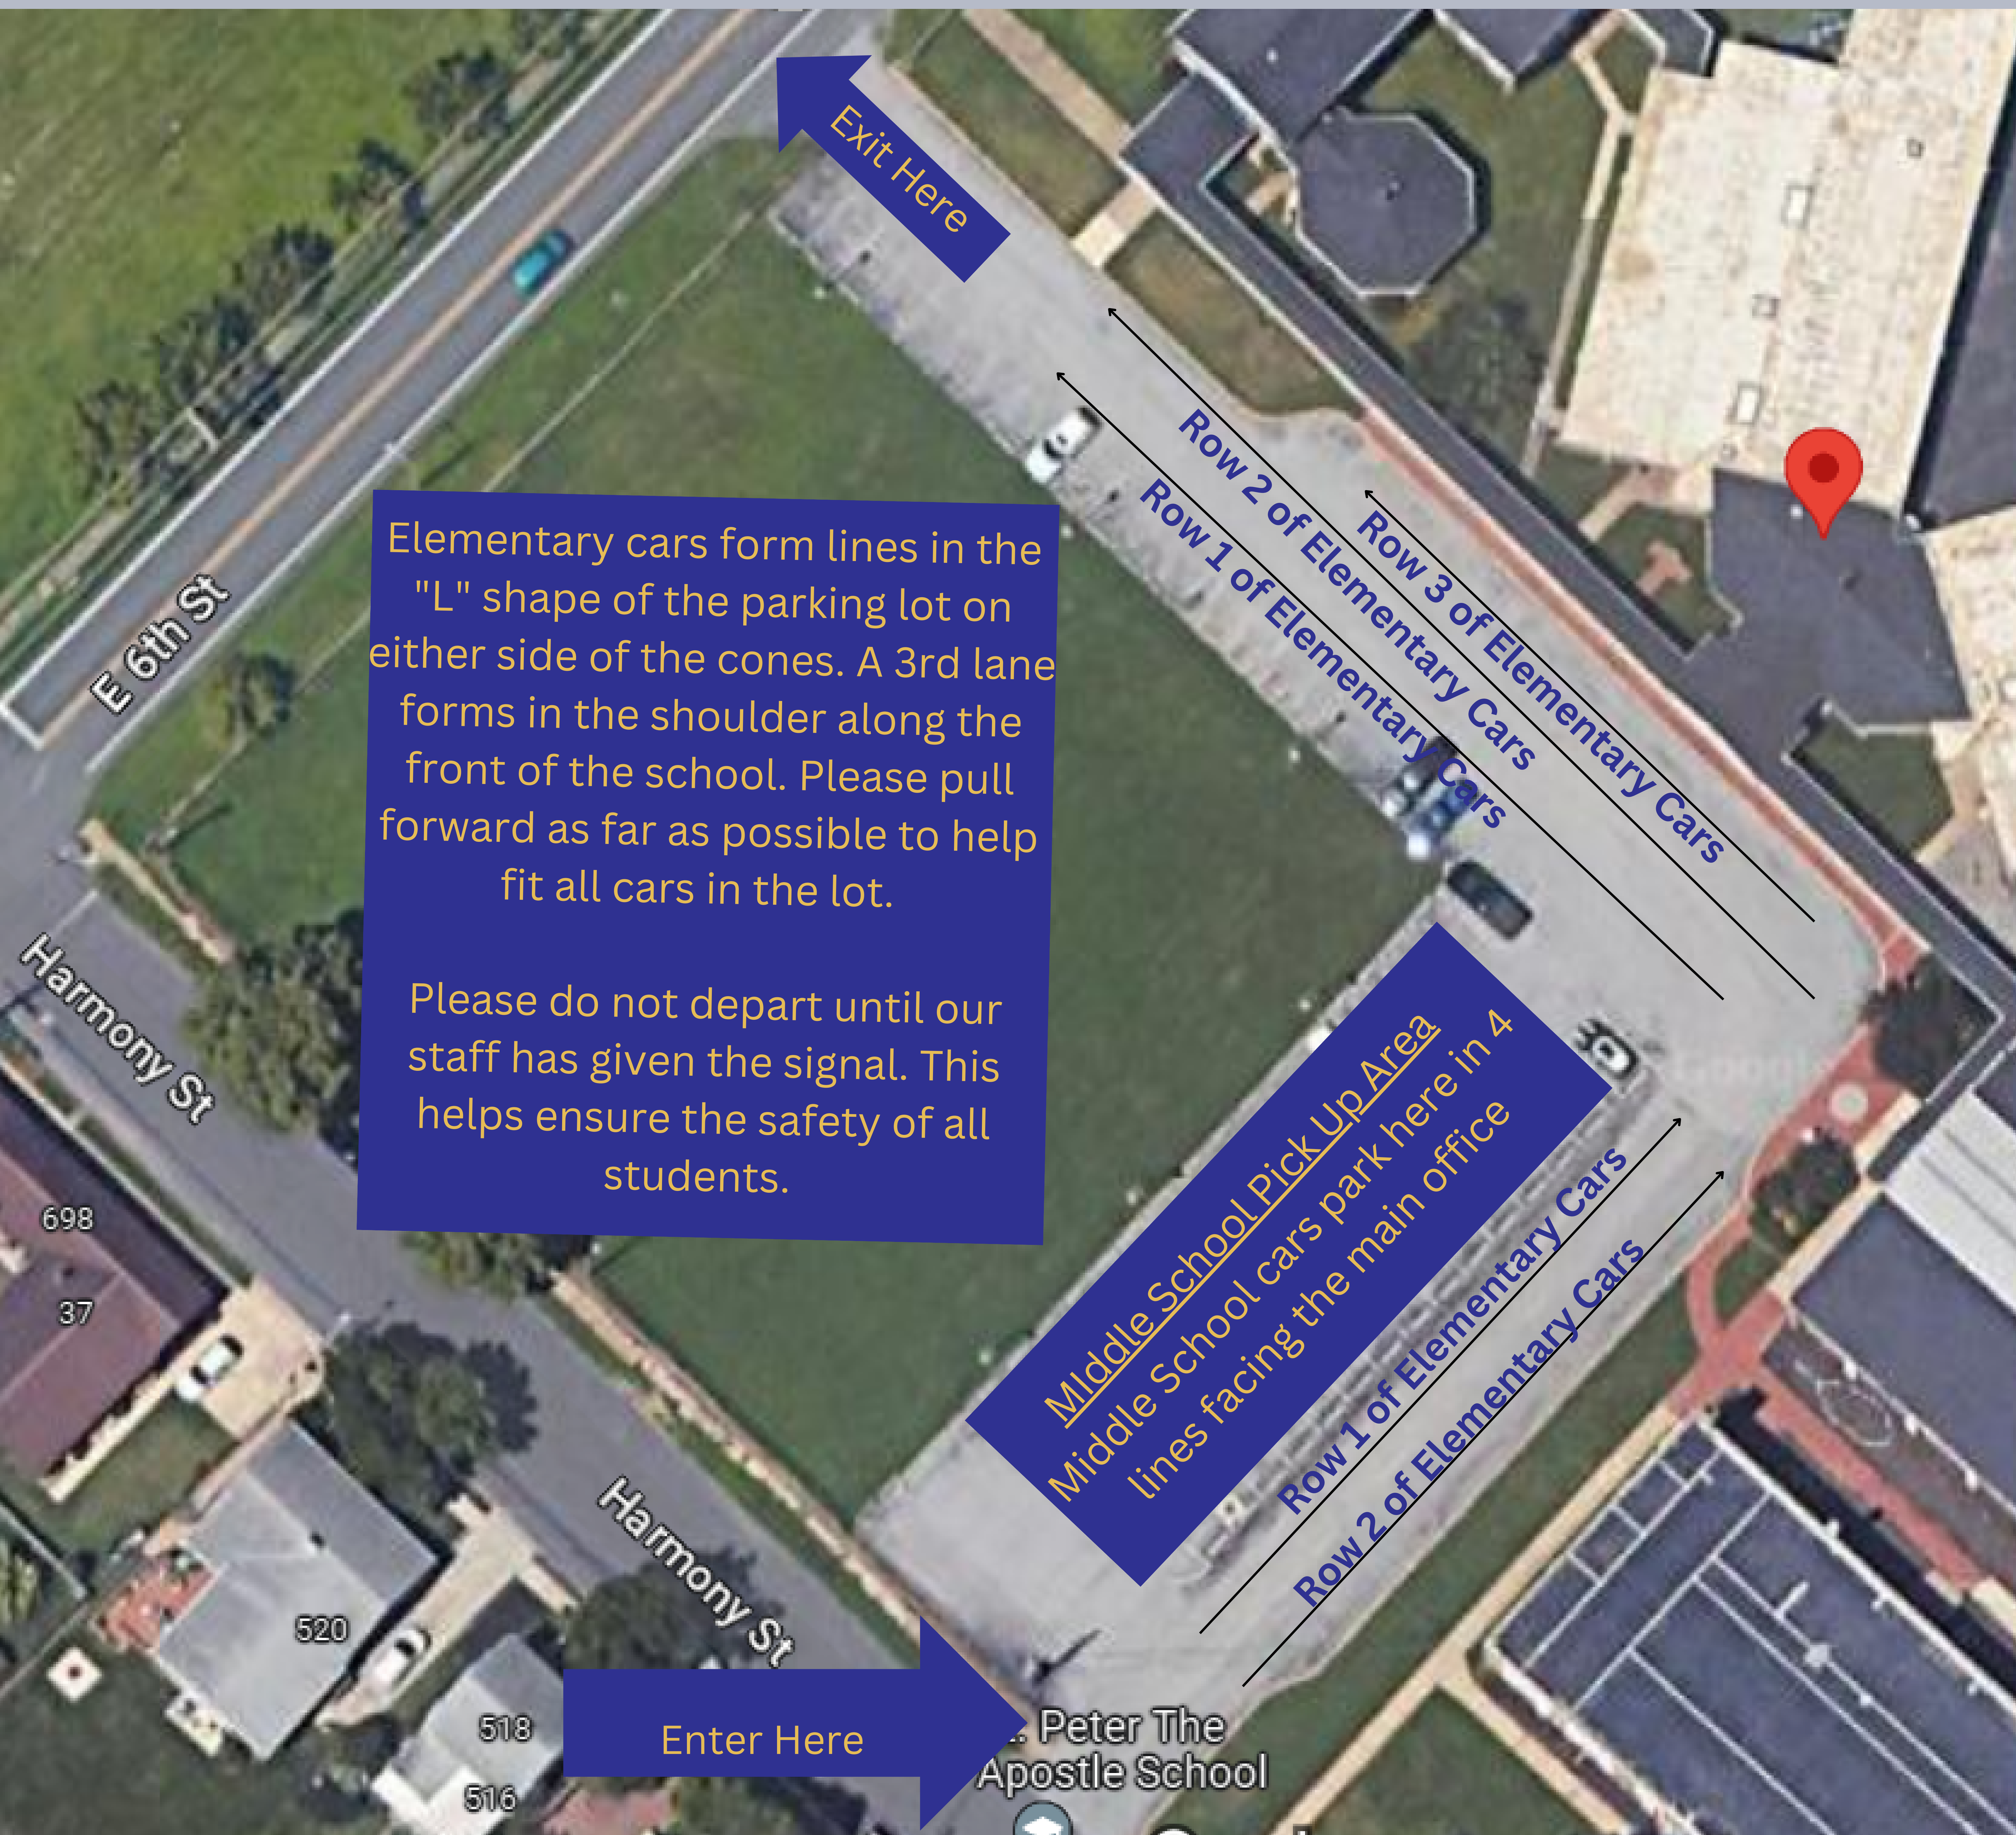 Exit Here
Row 2 of Elementary Cars
Row 1 of Elementary Cars
Row 3 of Elementary Cars
Elementary cars form lines in the
"L" shape of the parking lot on
either side of the cones. A 3rd lane
forms in the shoulder along the
front of the school. Please pull
forward as far as possible to help
fit all cars in the lot.
Please do not depart until our
staff has given the signal. This
helps ensure the safety of all
students.
E 6th St
Harmony St
MIddle School Pick Up Area
Middle School cars park here in 4
lines facing the main office
Google
Row 1 of Elementary Cars
Row 2 of Elementary Cars
698
37
Harmony St
520
518
516
Enter Here
. Peter The
Apostle School